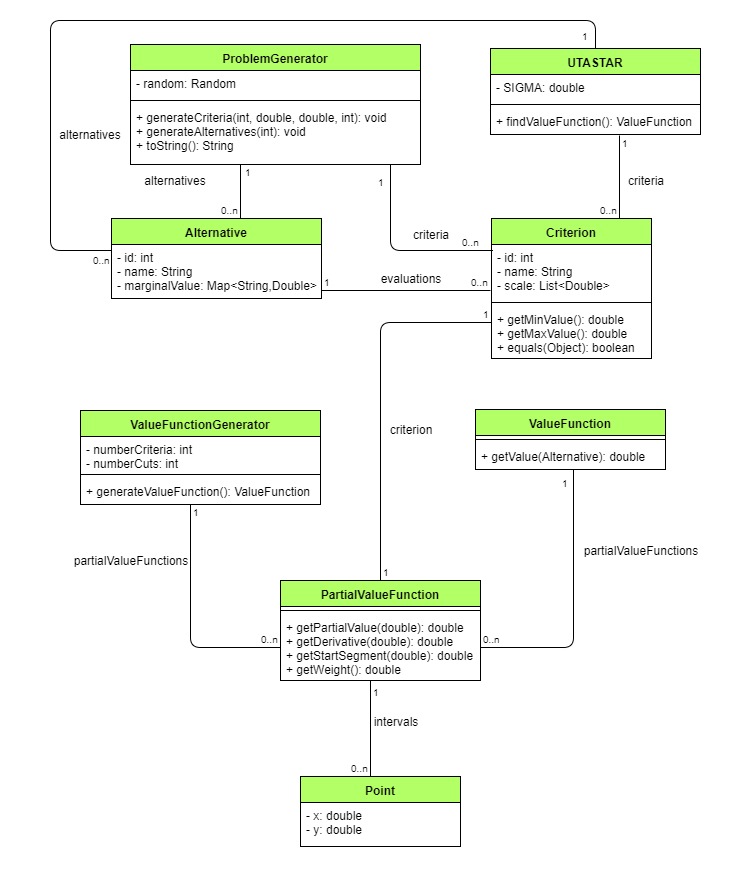 1
ProblemGenerator
- random: Random
+ generateCriteria(int, double, double, int): void
+ generateAlternatives(int): void
+ toString(): String
UTASTAR
- SIGMA: double
+ findValueFunction(): ValueFunction
alternatives
alternatives
1
1
1
criteria
0..n
0..n
criteria
0..n
0..n
Alternative
- id: int
- name: String
- marginalValue: Map<String,Double>
1
evaluations
0..n
Criterion
- id: int
- name: String
- scale: List<Double>
+ getMinValue(): double
+ getMaxValue(): double
+ equals(Object): boolean
1
criterion
1
ValueFunctionGenerator
- numberCriteria: int
- numberCuts: int
+ generateValueFunction(): ValueFunction
1
partialValueFunctions
0..n
ValueFunction
+ getValue(Alternative): double
1
partialValueFunctions
0..n
PartialValueFunction
+ getPartialValue(double): double
+ getDerivative(double): double
+ getStartSegment(double): double
+ getWeight(): double
1
intervals
0..n
Point
- x: double
- y: double